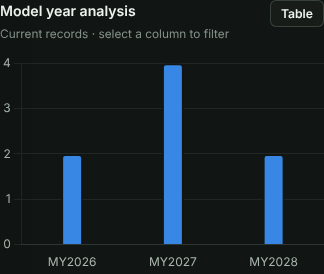 Model year analysis
Table
Current records · select a column to filter
4
3
2
1
0
MY2026 MY2027 MY2028